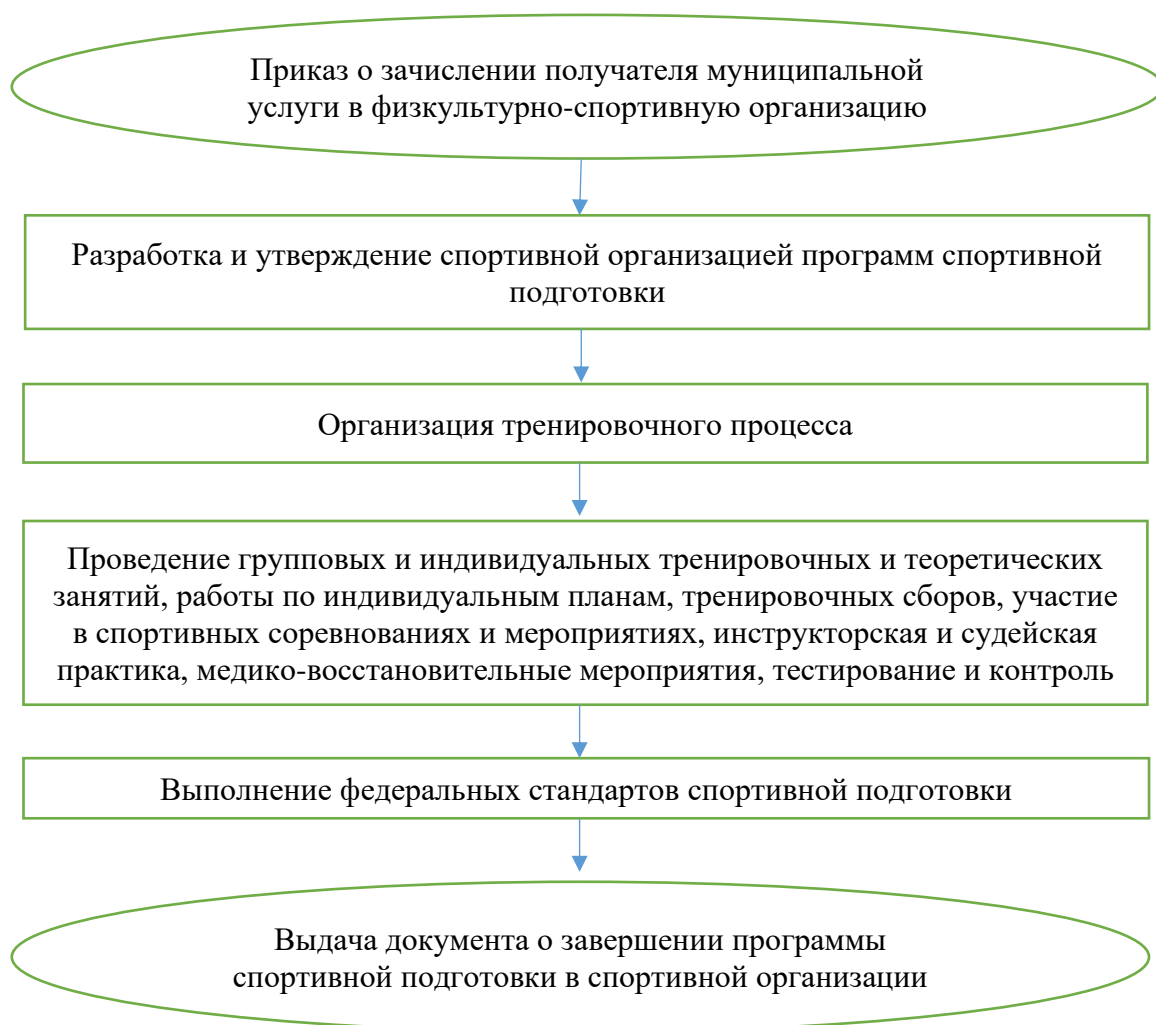 Приказ о зачислении получателя муниципальной
услуги в физкультурно-спортивную организацию
Разработка и утверждение спортивной организацией программ спортивной
подготовки
Организация тренировочного процесса
Проведение групповых и индивидуальных тренировочных и теоретических
занятий, работы по индивидуальным планам, тренировочных сборов, участие
в спортивных соревнованиях и мероприятиях, инструкторская и судейская
практика, медико-восстановительные мероприятия, тестирование и контроль
Выполнение федеральных стандартов спортивной подготовки
Выдача документа о завершении программы
спортивной подготовки в спортивной организации